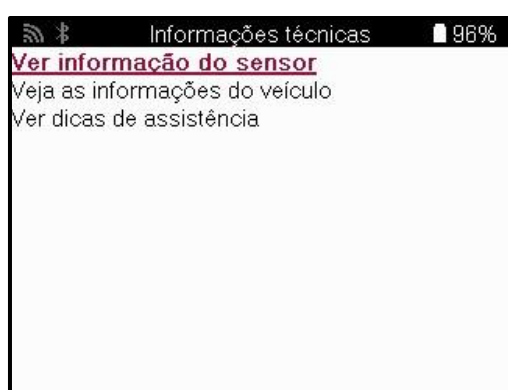 Informações técnicas 96%
Ver informação do sensor
Veja as informações do veículo
Ver dicas de assistência